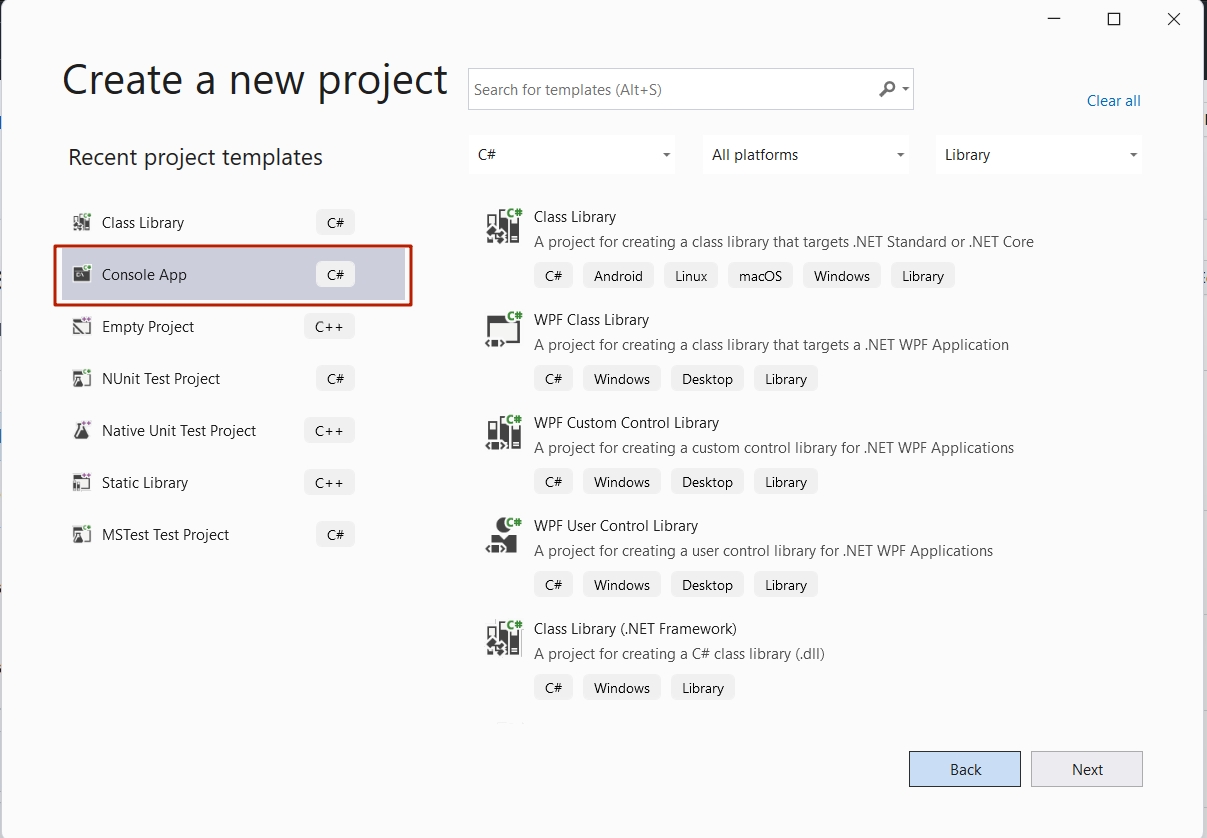 Create a new project
Search for templates (Alt+S)
Clear all
Recent project templates
C#
All platforms
Library
Class Library
C#
Console App
C#
Empty Project
C++
NUnit Test Project
C#
Native Unit Test Project
C++
Static Library
C++
MSTest Test Project
C#
Class Library
A project for creating a class library that targets .NET Standard or .NET Core
C# Android Linux macOS Windows Library
WPF Class Library
A project for creating a class library that targets a .NET WPF Application
C# Windows Desktop Library
WPF Custom Control Library
A project for creating a custom control library for .NET WPF Applications
C# Windows Desktop Library
WPF User Control Library
A project for creating a user control library for .NET WPF Applications
C# Windows Desktop Library
Class Library (.NET Framework)
A project for creating a C# class library (.dll)
C# Windows Library
Back
Next